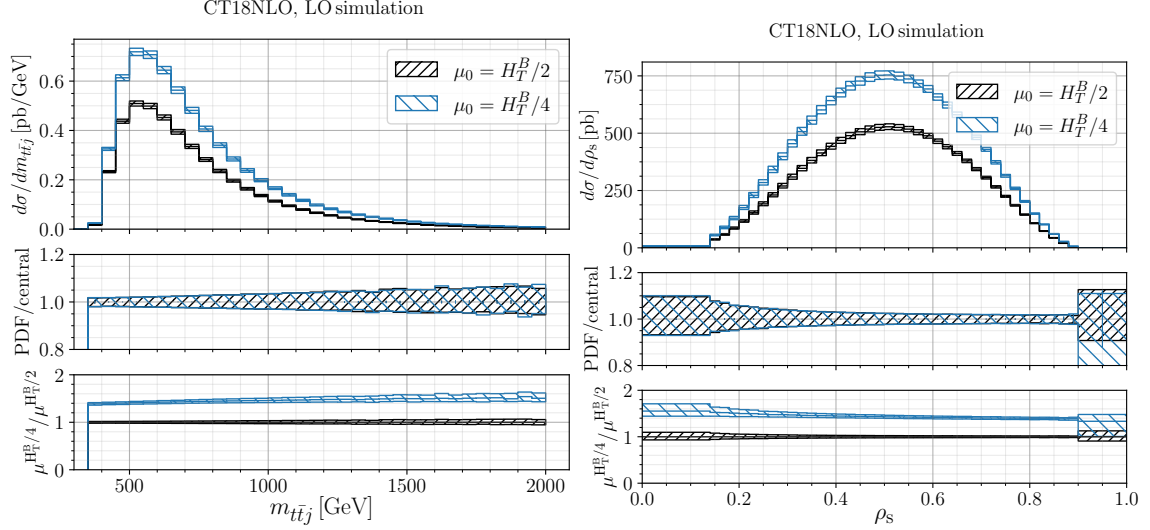 CT18NLO, LO simulation
dσ/dm_{tt̄j} [pb/GeV]
0.6
0.4
0.2
0.0
μ₀ = H_T^B/2
μ₀ = H_T^B/4
PDF/central
1.2
1.0
0.8
μ^{H_T^B/4}/μ^{H_T^B/2}
2
1
0
500
1000
1500
2000
m_{tt̄j} [GeV]
CT18NLO, LO simulation
dσ/dρ_s [pb]
750
500
250
0
μ₀ = H_T^B/2
μ₀ = H_T^B/4
PDF/central
1.2
1.0
0.8
μ^{H_T^B/4}/μ^{H_T^B/2}
2
1
0
0.0
0.2
0.4
0.6
0.8
1.0
ρ_s